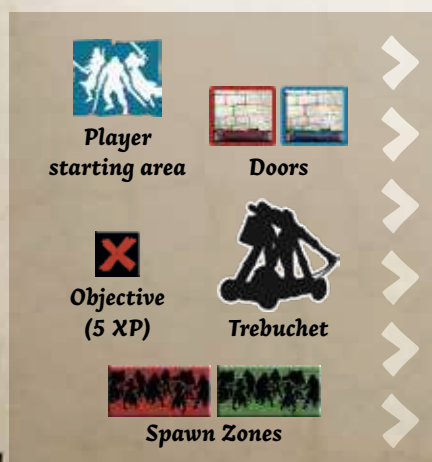 Player
starting area
Doors
Objective
(5 XP)
Trebuchet
Spawn Zones